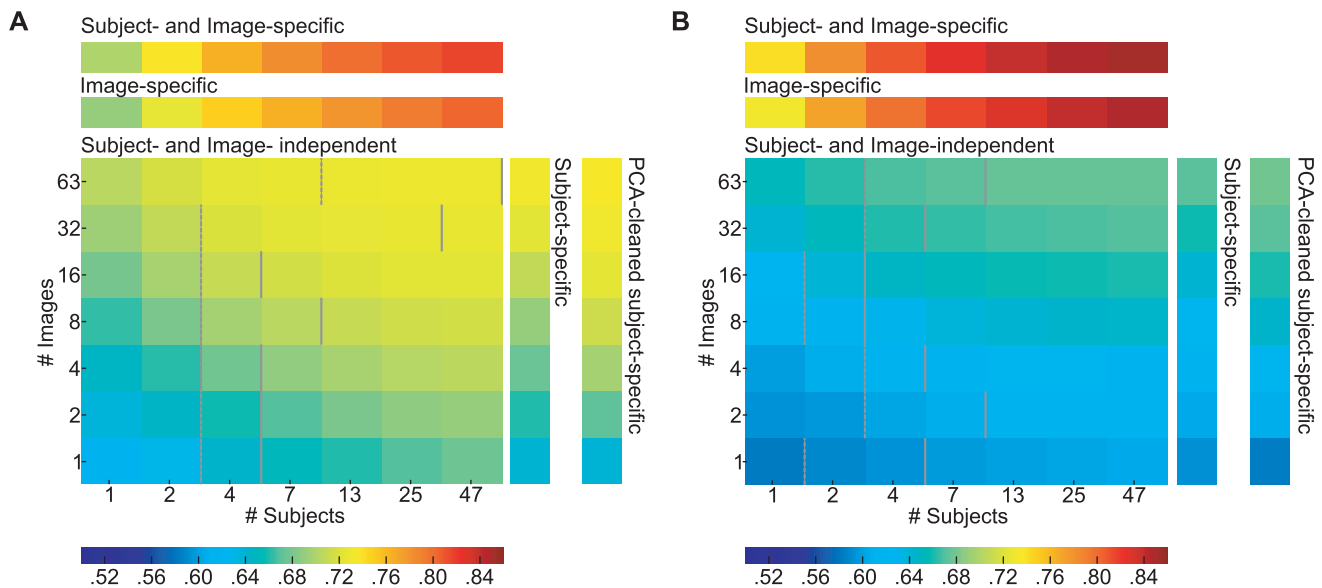 A
Subject- and Image-specific
Image-specific
Subject- and Image- independent
# Images
63
32
16
8
4
2
1
1 2 4 7 13 25 47
# Subjects
Subject-specific
PCA-cleaned subject-specific
.52 .56 .60 .64 .68 .72 .76 .80 .84
B
Subject- and Image-specific
Image-specific
Subject- and Image-independent
# Images
63
32
16
8
4
2
1
1 2 4 7 13 25 47
# Subjects
Subject-specific
PCA-cleaned subject-specific
.52 .56 .60 .64 .68 .72 .76 .80 .84